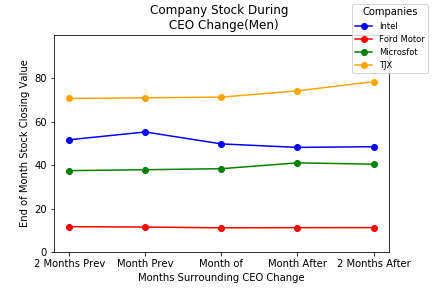 Company Stock During
CEO Change(Men)
Companies
Intel
Ford Motor
Microsfot
TJX
End of Month Stock Closing Value
80
60
40
20
0
2 Months Prev
Month Prev
Month of
Month After
2 Months After
Months Surrounding CEO Change